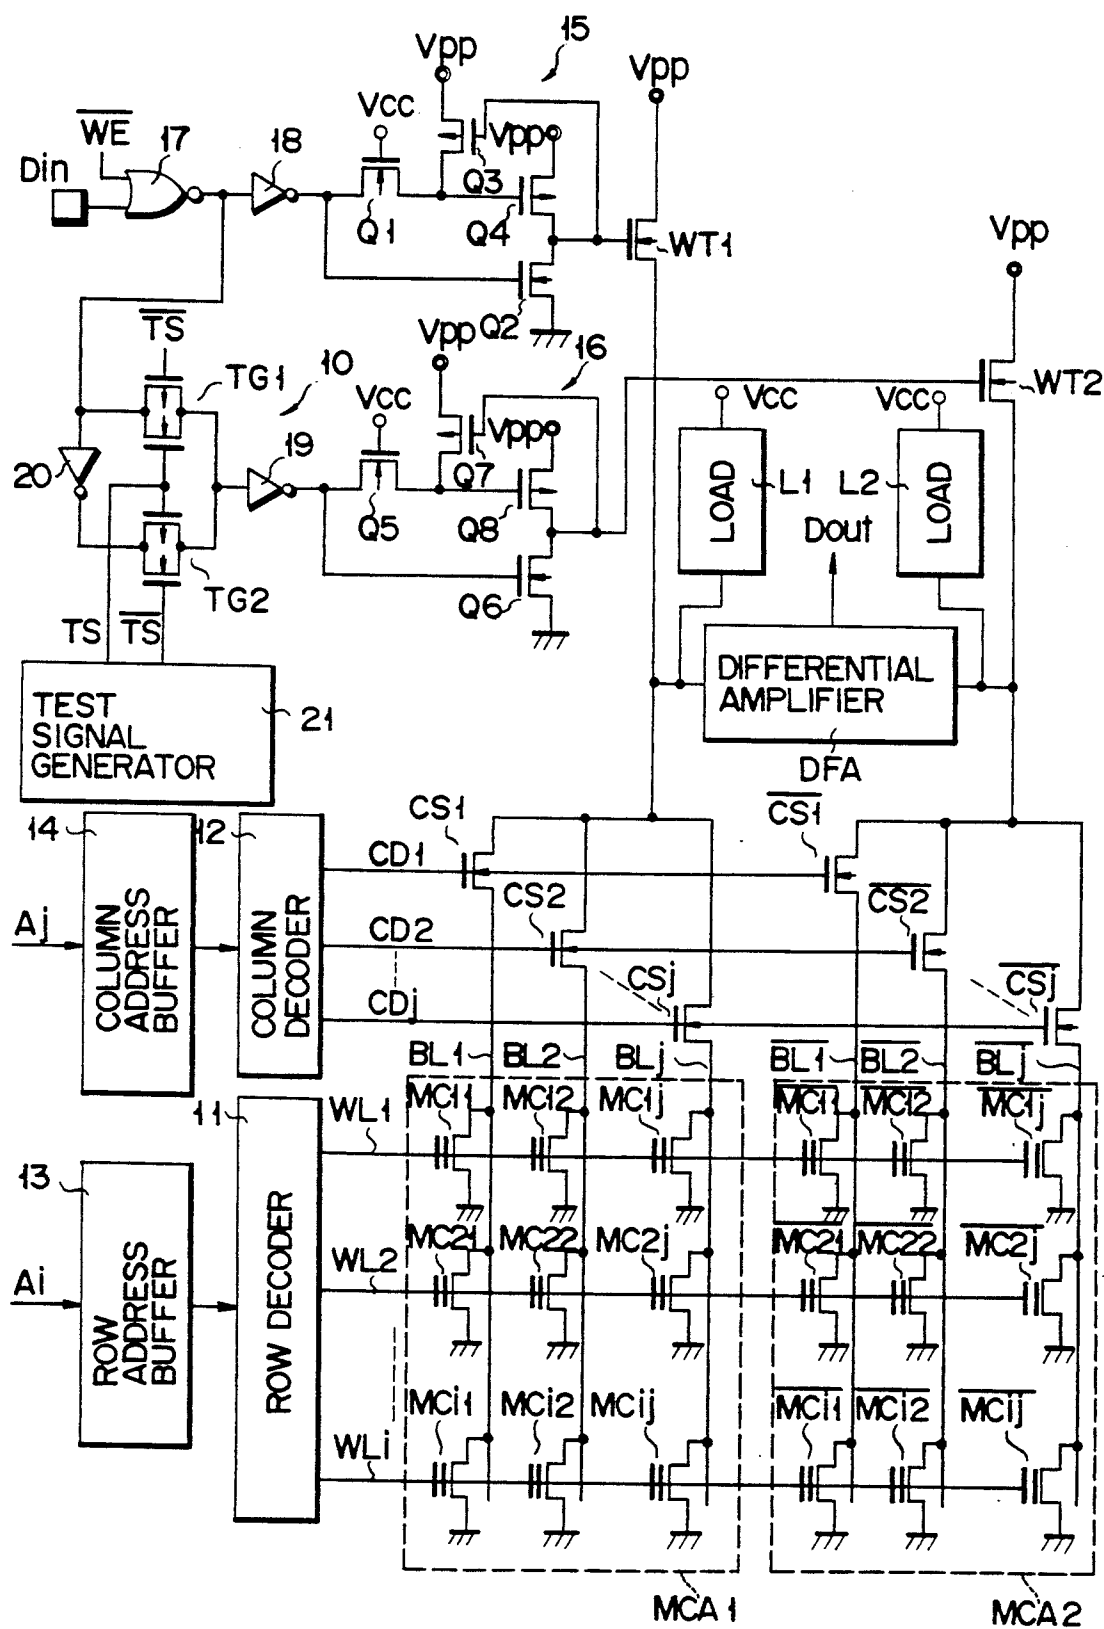 15
Vpp
Vpp
WE
Din
17
18
VCC
Vpp
Q3
Q1
Q4
WT1
Q2
Vpp
TS
TG1
10
Vpp
16
WT2
VCC
VCC
20
19
VCC
Vpp
Q7
Q5
Q8
LOAD
L1
L2
LOAD
Dout
TG2
Q6
TS
TS
TEST
SIGNAL
GENERATOR
21
DIFFERENTIAL
AMPLIFIER
DFA
14
12
CS1
CS1
CD1
CS2
CS2
Aj
COLUMN
ADDRESS
BUFFER
COLUMN
DECODER
CD2
CSj
CSj
CDj
BL1
BL2
BLj
BL1
BL2
BLj
11
WL1
MC11
MC12
MC1j
MC11
MC12
MC1j
13
Ai
ROW
ADDRESS
BUFFER
ROW DECODER
WL2
MC21
MC22
MC2j
MC21
MC22
MC2j
WLi
MCi1
MCi2
MCij
MCi1
MCi2
MCij
MCA1
MCA2